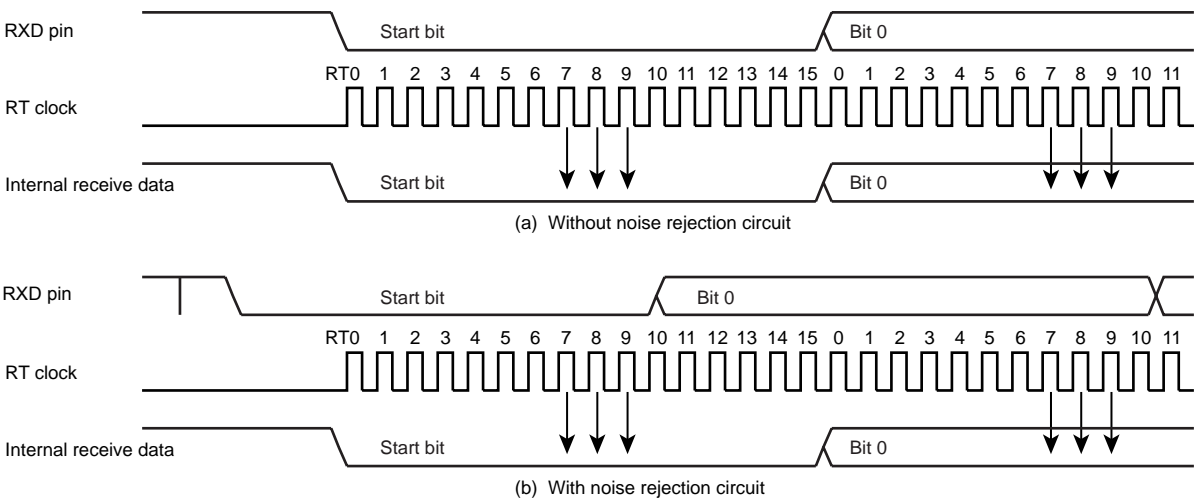 RXD pin
Start bit
Bit 0
RT0 1 2 3 4 5 6 7 8 9 10 11 12 13 14 15 0 1 2 3 4 5 6 7 8 9 10 11
RT clock
Internal receive data
Start bit
Bit 0
(a) Without noise rejection circuit
RXD pin
Start bit
Bit 0
RT0 1 2 3 4 5 6 7 8 9 10 11 12 13 14 15 0 1 2 3 4 5 6 7 8 9 10 11
RT clock
Internal receive data
Start bit
Bit 0
(b) With noise rejection circuit